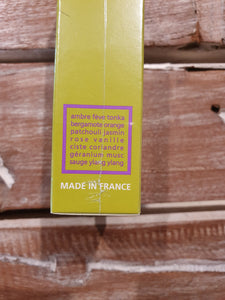 ambre fève tonka
bergamote orange
patchouli jasmin
rose vanille
ciste coriandre
géranium musc
sauge ylang ylang
MADE IN FRANCE